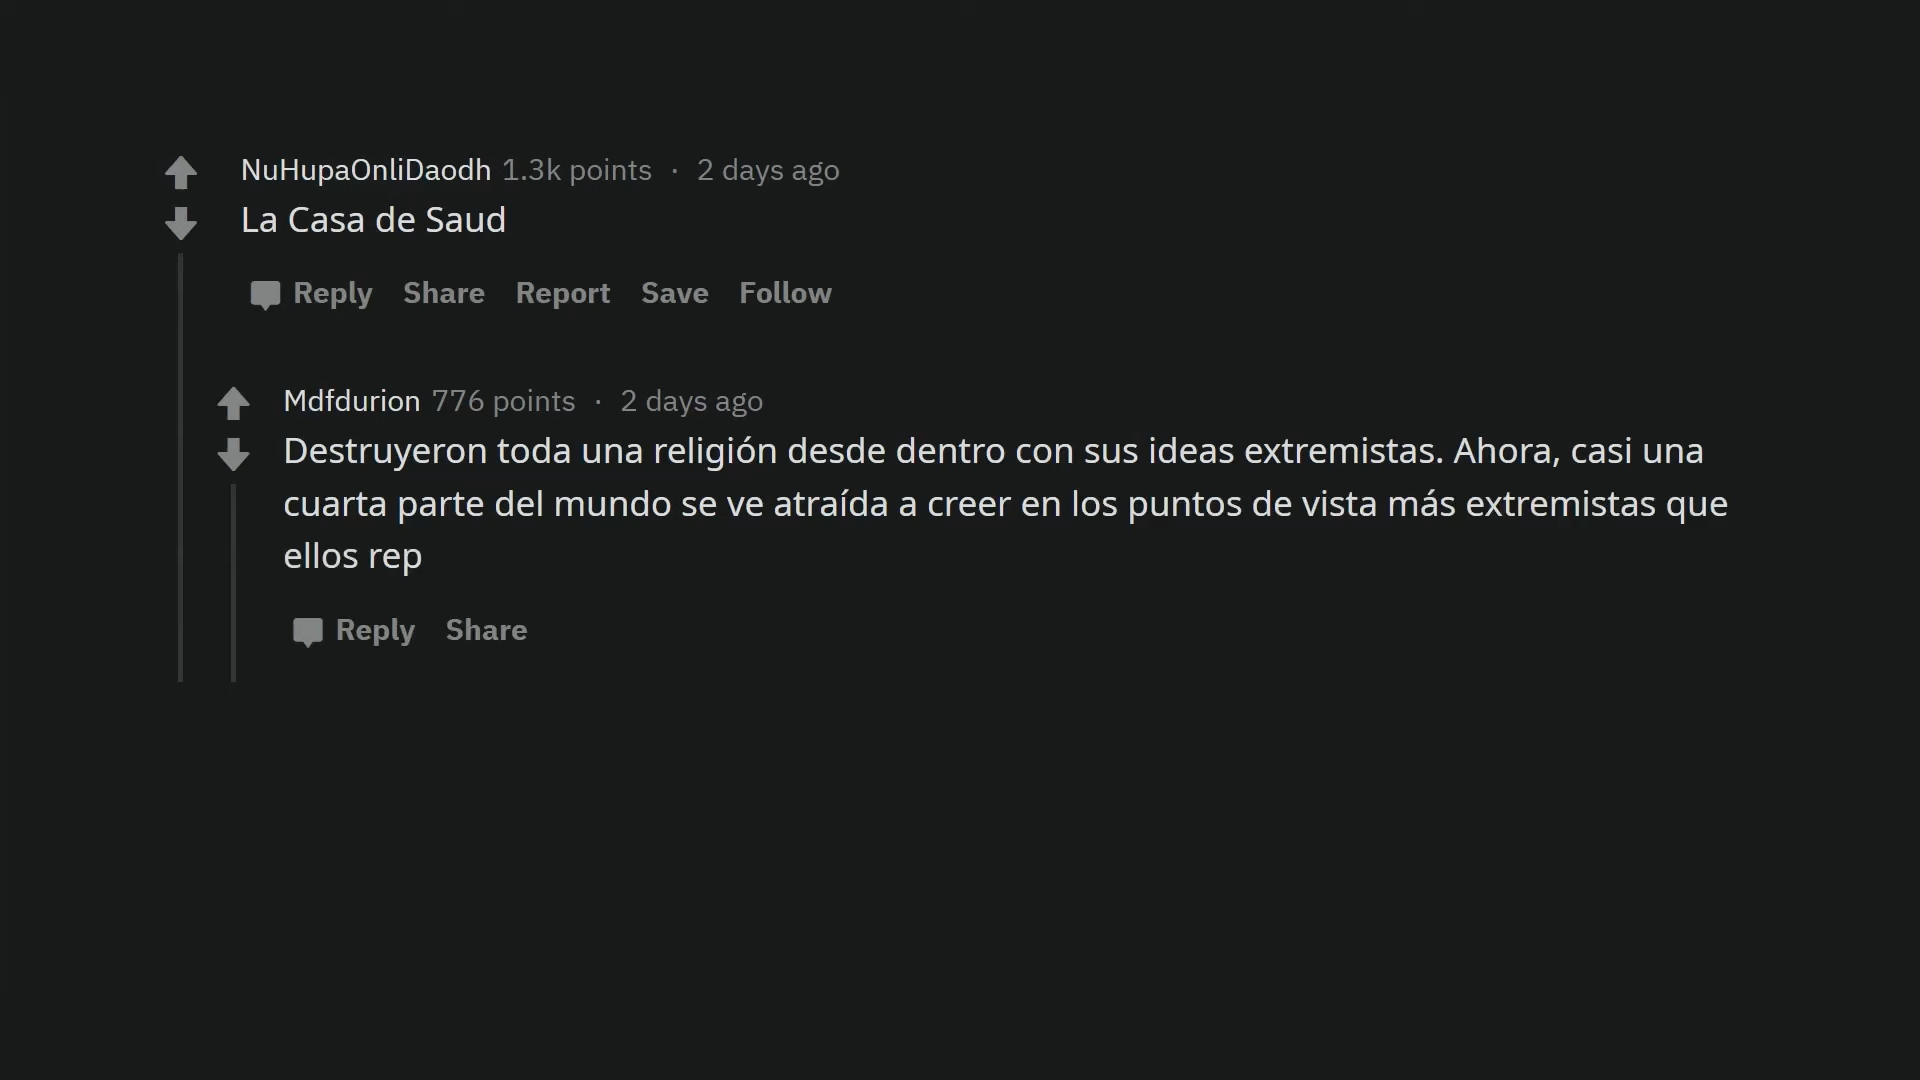 NuHupaOnliDaodh 1.3k points · 2 days ago
La Casa de Saud
Reply Share Report Save Follow
Mdfdurion 776 points · 2 days ago
Destruyeron toda una religión desde dentro con sus ideas extremistas. Ahora, casi una
cuarta parte del mundo se ve atraída a creer en los puntos de vista más extremistas que
ellos rep
Reply Share